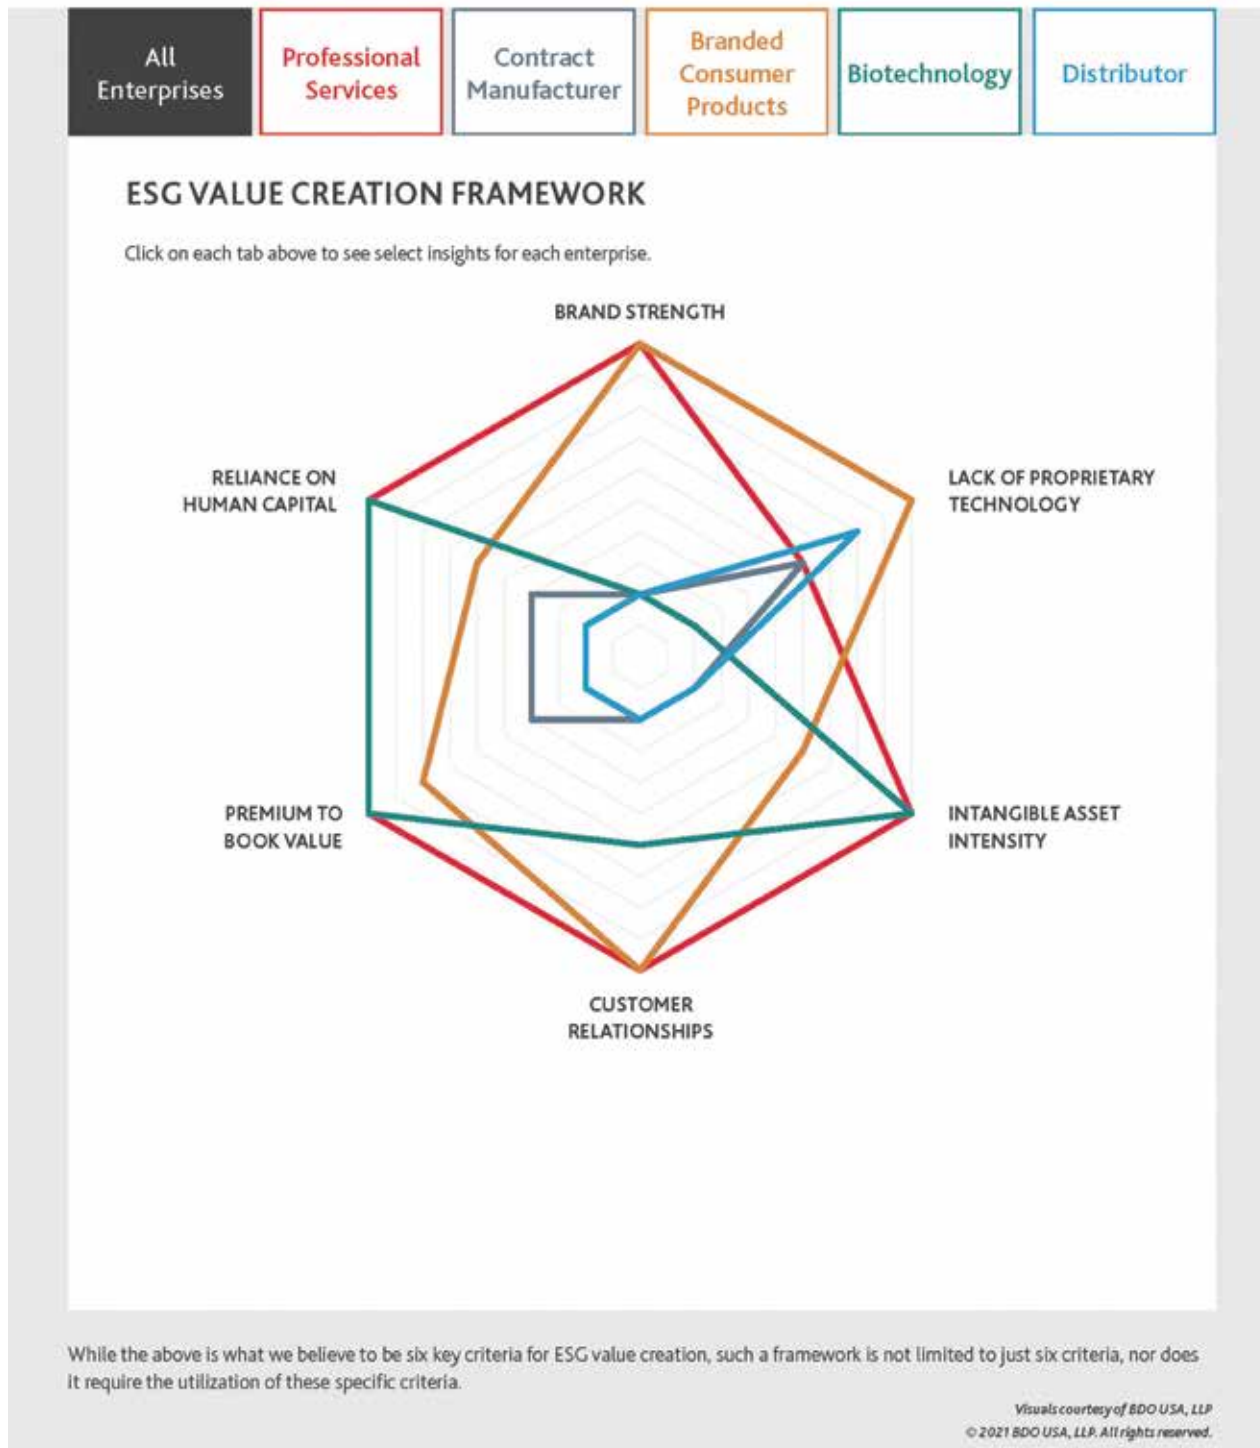 All
Enterprises
Professional
Services
Contract
Manufacturer
Branded
Consumer
Products
Biotechnology
Distributor
ESG VALUE CREATION FRAMEWORK
Click on each tab above to see select insights for each enterprise.
BRAND STRENGTH
RELIANCE ON
HUMAN CAPITAL
LACK OF PROPRIETARY
TECHNOLOGY
PREMIUM TO
BOOK VALUE
INTANGIBLE ASSET
INTENSITY
CUSTOMER
RELATIONSHIPS
While the above is what we believe to be six key criteria for ESG value creation, such a framework is not limited to just six criteria, nor does
it require the utilization of these specific criteria.
Visuals courtesy of BDO USA, LLP
© 2021 BDO USA, LLP. All rights reserved.